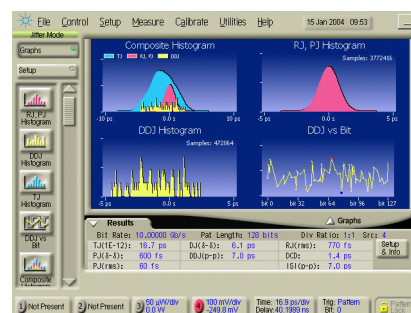 File Control Setup Measure Calibrate Utilities Help 15 Jan 2004 09:53
Jitter Mode
Graphs
Setup
RJ, PJ
Histogram
DDJ
Histogram
TJ
Histogram
DDJ vs
Bit
Composite
Histogram
Composite Histogram
TJ DDJ RJ,PJ
-10 ps 0.0 s 10 ps
RJ, PJ Histogram
Samples: 3772416
-5 ps 0.0 s 5 ps
DDJ Histogram
Samples: 472064
-5 ps 0.0 s 5 ps
DDJ vs Bit
bit 0 bit 32 bit 64 bit 96 bit 127
Results
Graphs
Bit Rate: 10.00000 Gb/s Pat Length: 128 bits Div Ratio: 1:1 Src: 4
TJ(1E-12): 16.7 ps DJ(δ-δ): 6.1 ps RJ(rms): 770 fs
PJ(δ-δ): 600 fs DDJ(p-p): 7.0 ps DCD: 1.4 ps
PJ(rms): 60 fs ISI(p-p): 7.0 ps
Setup
& Info
1 Not Present
2 Not Present
3 50 µW/div
0.0 W
4 100 mV/div
-249.8 mV
Time: 16.9 ps/div
Delay: 40.1989 ns
Trig: Pattern
Bit: 0
Pattern
Lock